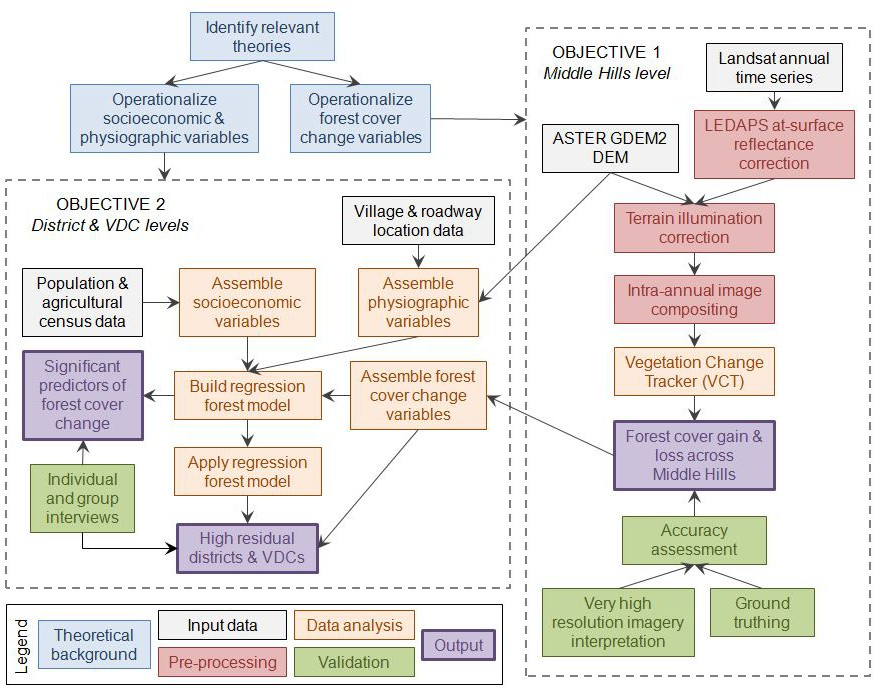 Identify relevant
theories
Operationalize
socioeconomic &
physiographic variables
Operationalize
forest cover
change variables
OBJECTIVE 1
Middle Hills level
Landsat annual
time series
LEDAPS at-surface
reflectance
correction
ASTER GDEM2
DEM
Terrain illumination
correction
Intra-annual image
compositing
Vegetation Change
Tracker (VCT)
Forest cover gain &
loss across
Middle Hills
Accuracy
assessment
Very high
resolution imagery
interpretation
Ground
truthing
OBJECTIVE 2
District & VDC levels
Village & roadway
location data
Population &
agricultural
census data
Assemble
socioeconomic
variables
Assemble
physiographic
variables
Significant
predictors of
forest cover
change
Build regression
forest model
Assemble forest
cover change
variables
Apply regression
forest model
Individual
and group
interviews
High residual
districts & VDCs
Legend
Theoretical
background
Input data
Data analysis
Pre-processing
Validation
Output